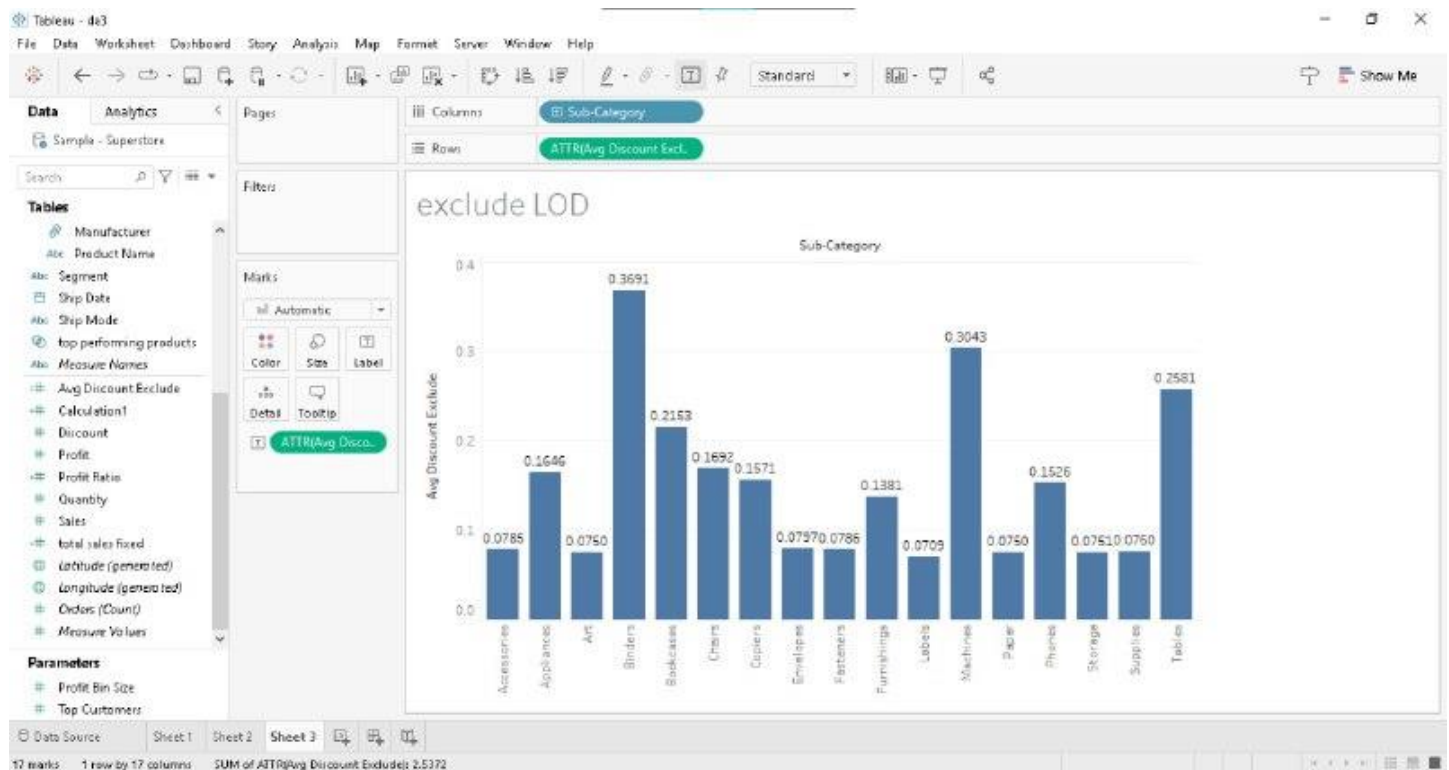 Tableau - da3
File Data Worksheet Dashboard Story Analysis Map Format Server Window Help
Standard
Show Me
Data Analytics
Sample - Superstore
Search
Tables
Manufacturer
Abc Product Name
Abc Segment
Ship Date
Abc Ship Mode
top performing products
Abc Measure Names
Avg Discount Exclude
Calculation1
Discount
Profit
Profit Ratio
Quantity
Sales
total sales fixed
Latitude (generated)
Longitude (generated)
Orders (Count)
Measure Values
Parameters
Profit Bin Size
Top Customers
Pages
Filters
Marks
Automatic
Color Size Label
Detail Tooltip
ATTR(Avg Disco..
Columns Sub-Category
Rows ATTR(Avg Discount Excl..
exclude LOD
Sub-Category
Avg Discount Exclude
0.4
0.3
0.2
0.1
0.0
0.0785
0.1646
0.0750
0.3691
0.2153
0.1692
0.1571
0.0797
0.0786
0.1381
0.0709
0.3043
0.0750
0.1526
0.0751
0.0760
0.2581
Accessories
Appliances
Art
Binders
Bookcases
Chairs
Copiers
Envelopes
Fasteners
Furnishings
Labels
Machines
Paper
Phones
Storage
Supplies
Tables
Data Source Sheet 1 Sheet 2 Sheet 3
17 marks 1 row by 17 columns SUM of ATTR(Avg Discount Exclude): 2.5372